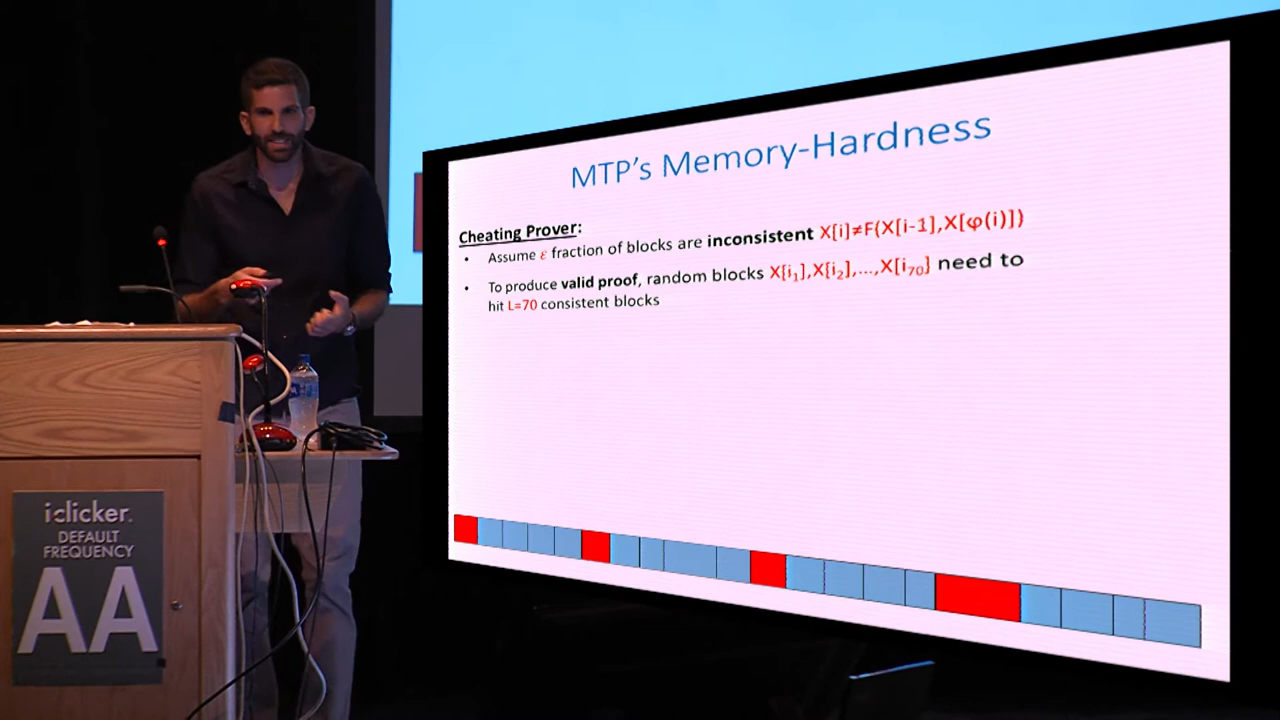 MTP's Memory-Hardness
Cheating Prover:
• Assume ε fraction of blocks are inconsistent X[i]≠F(X[i-1],X[φ(i)])
• To produce valid proof, random blocks X[i₁],X[i₂],...,X[i₇₀] need to
hit L=70 consistent blocks
iclicker.
DEFAULT
FREQUENCY
AA